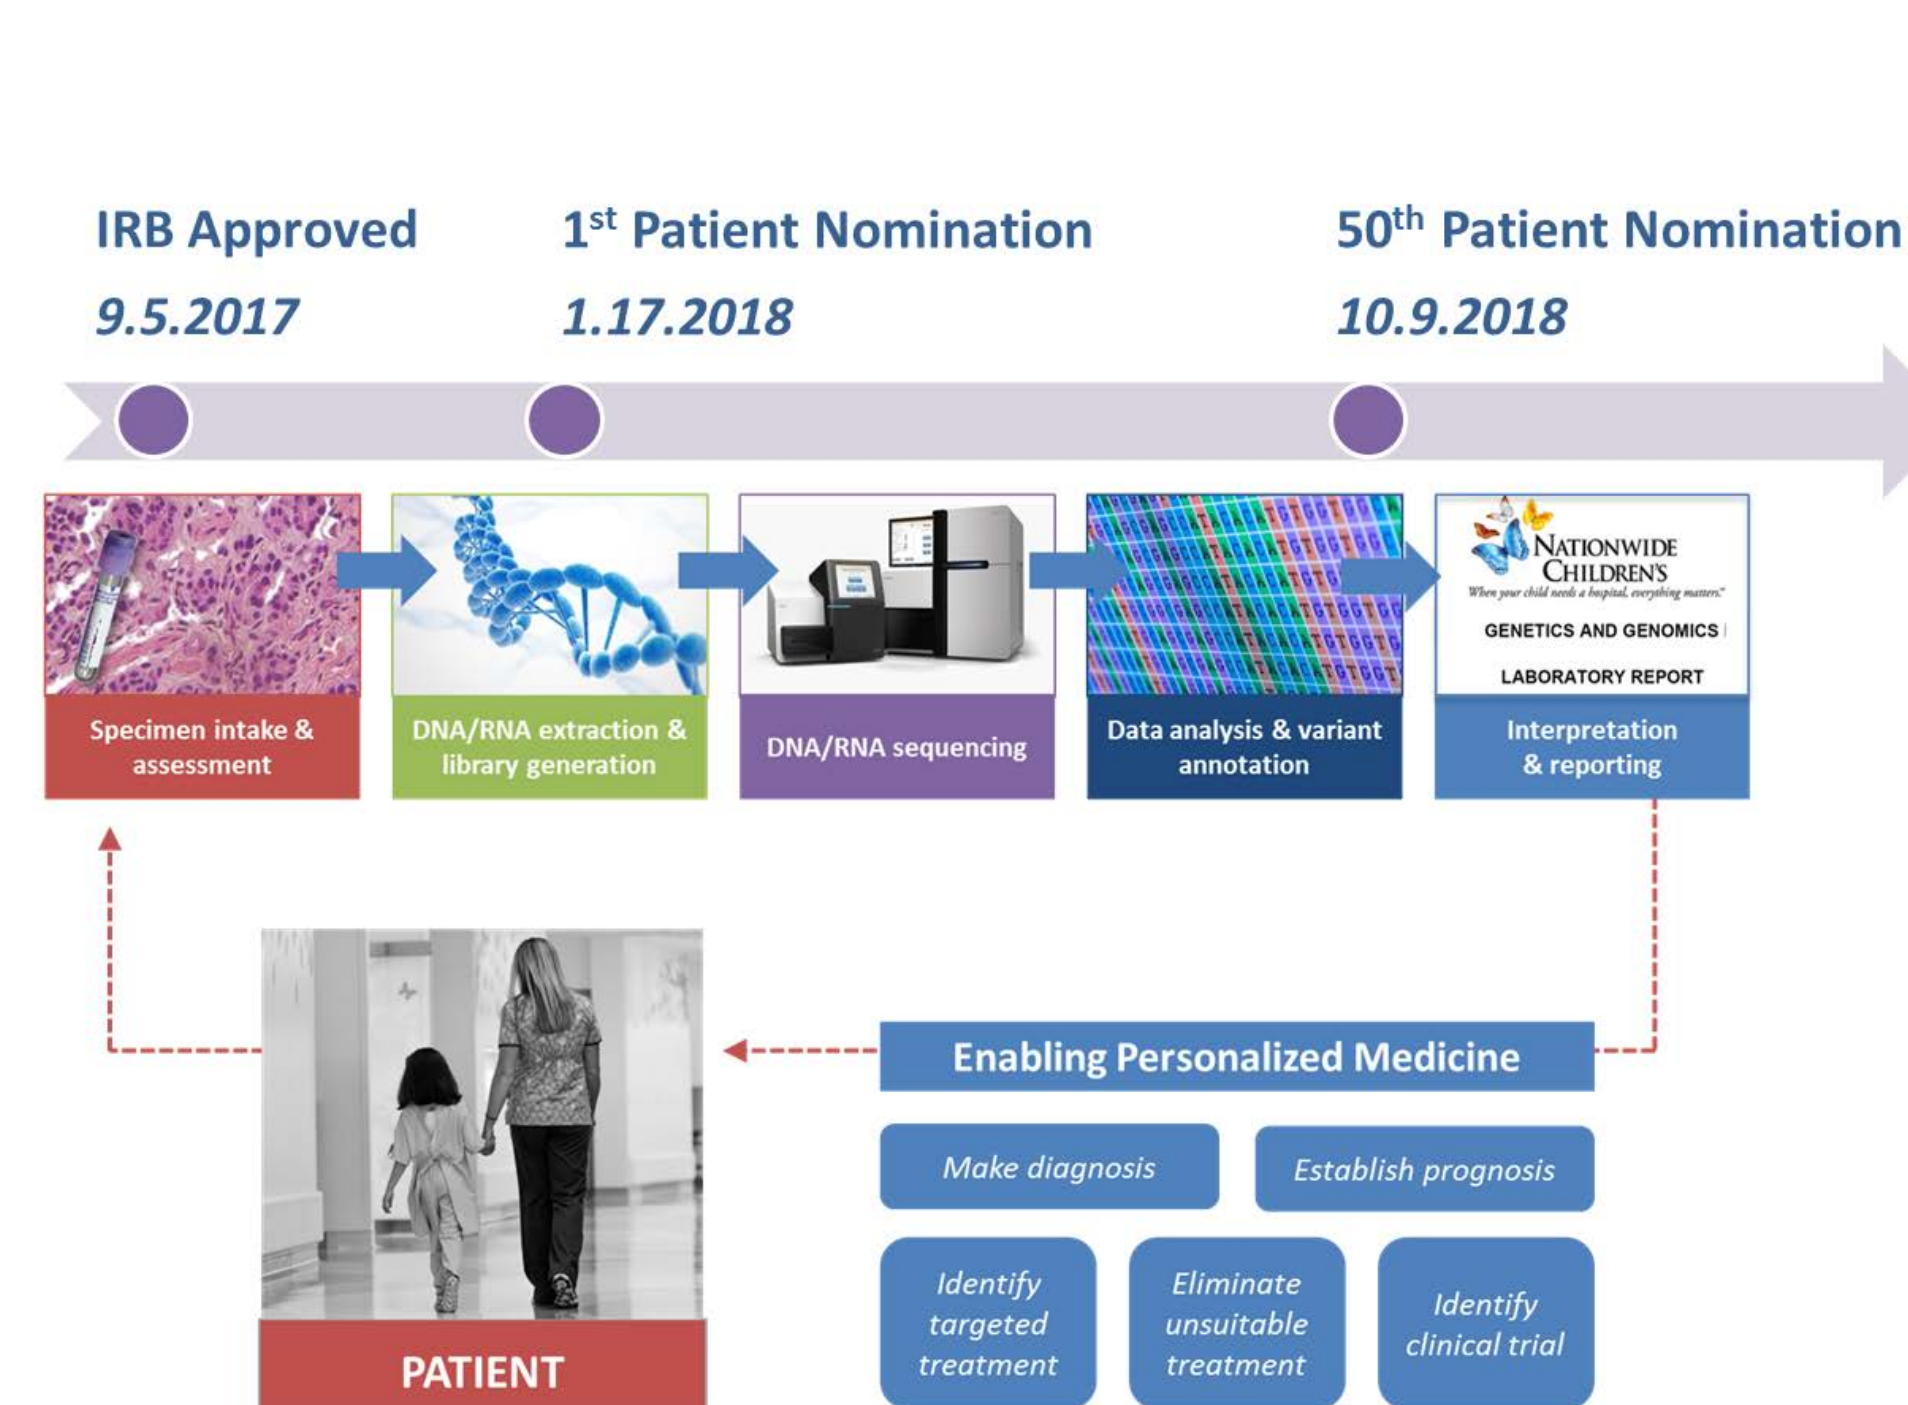 IRB Approved
1st Patient Nomination
50th Patient Nomination
9.5.2017
1.17.2018
10.9.2018
NATIONWIDE
CHILDREN'S
When your child needs a hospital, everything matters.™
GENETICS AND GENOMICS
LABORATORY REPORT
Specimen intake &
assessment
DNA/RNA extraction &
library generation
DNA/RNA sequencing
Data analysis & variant
annotation
Interpretation
& reporting
PATIENT
Enabling Personalized Medicine
Make diagnosis
Establish prognosis
Identify
targeted
treatment
Eliminate
unsuitable
treatment
Identify
clinical trial